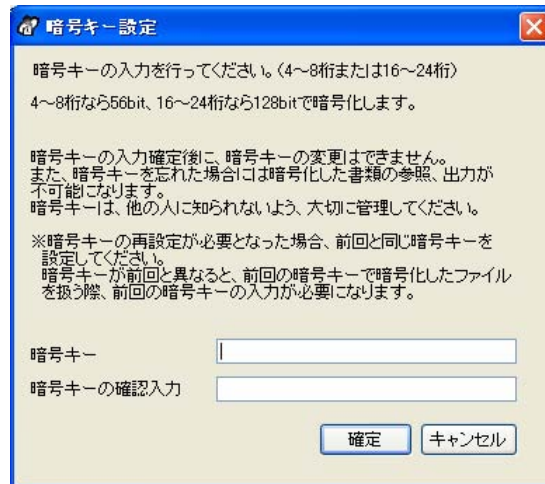 暗号キー設定
暗号キーの入力を行ってください。(4～8桁または16～24桁)
4～8桁なら56bit、16～24桁なら128bitで暗号化します。
暗号キーの入力確定後に、暗号キーの変更はできません。
また、暗号キーを忘れた場合には暗号化した書類の参照、出力が
不可能になります。
暗号キーは、他の人に知られないよう、大切に管理してください。
※暗号キーの再設定が必要となった場合、前回と同じ暗号キーを
設定してください。
暗号キーが前回と異なると、前回の暗号キーで暗号化したファイル
を扱う際、前回の暗号キーの入力が必要になります。
暗号キー
暗号キーの確認入力
確定
キャンセル